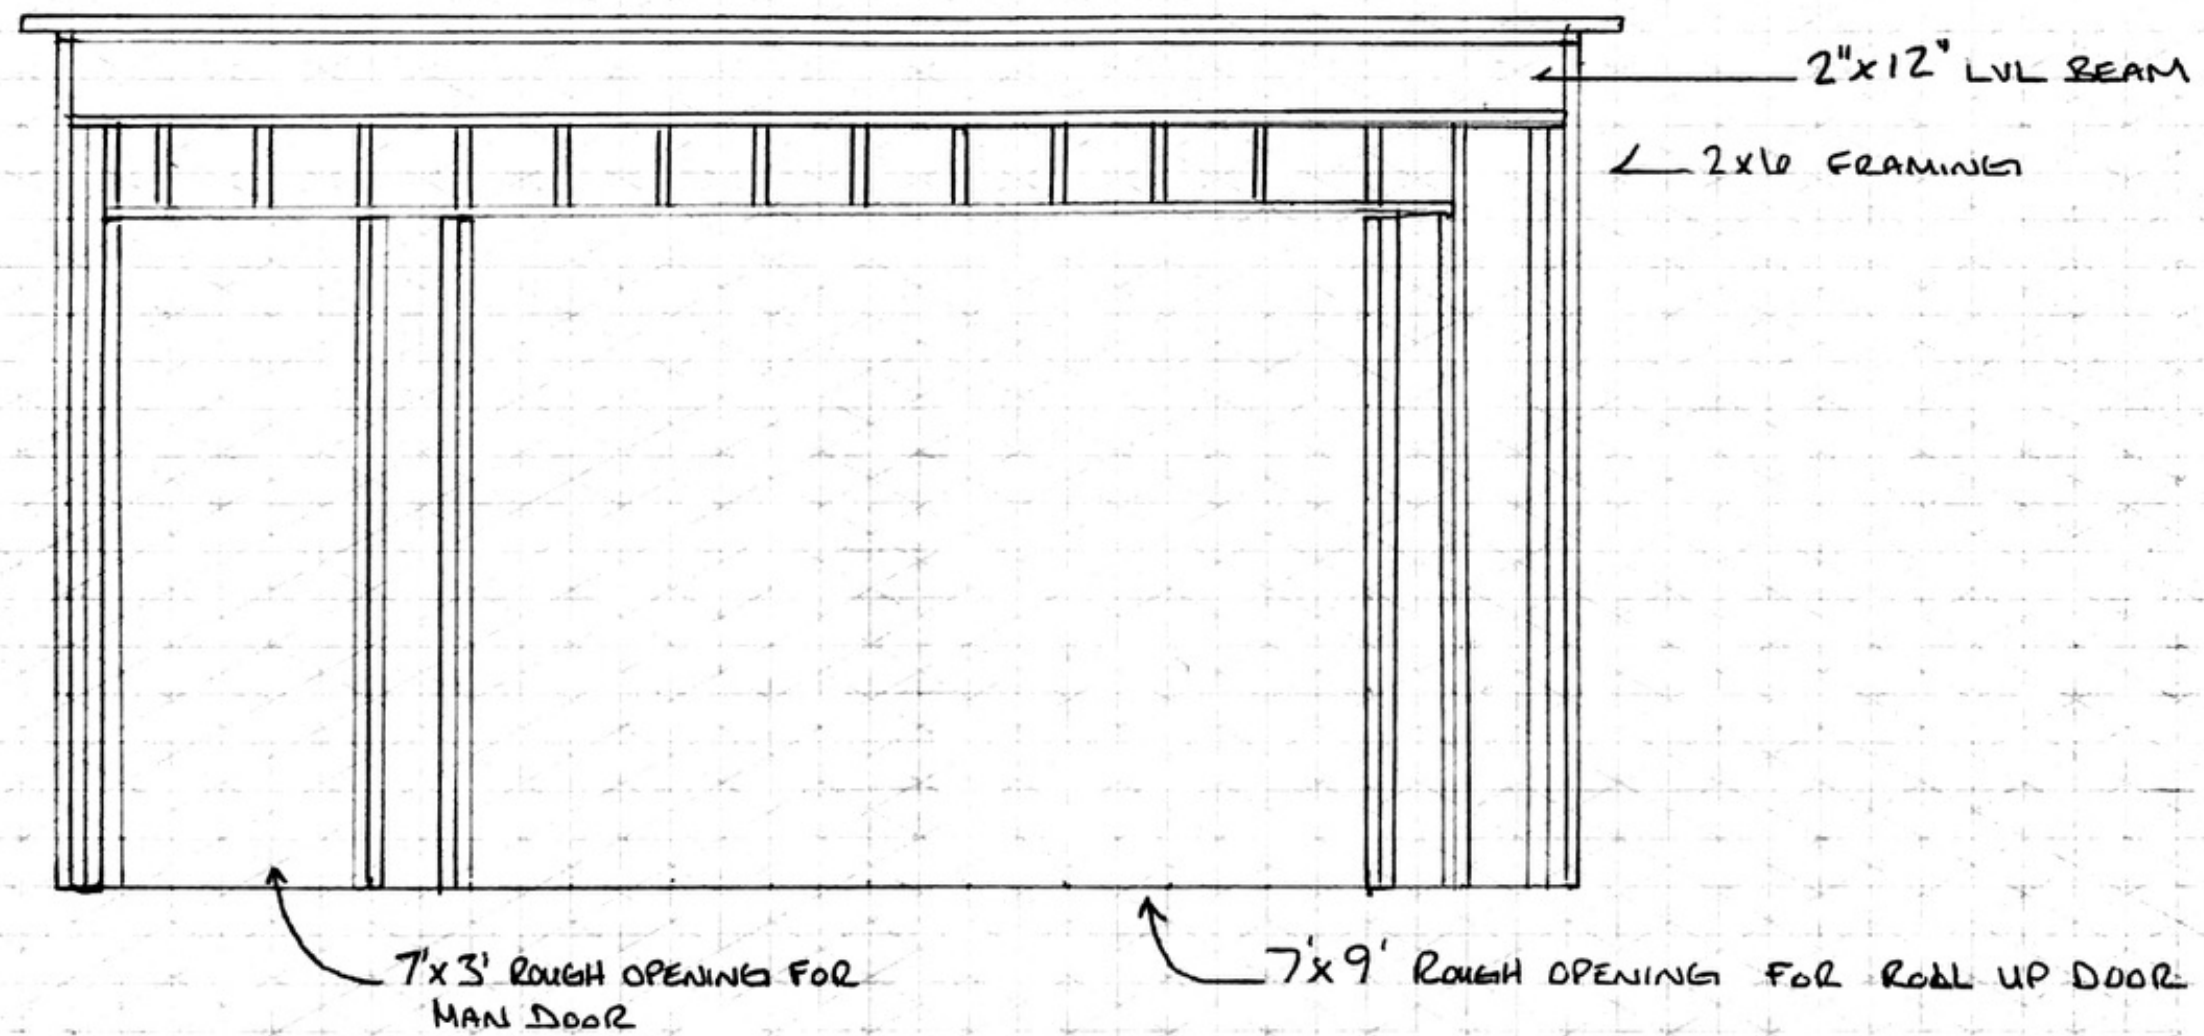 2"x12" LVL BEAM
2x6 FRAMING
7'x3' ROUGH OPENING FOR
MAN DOOR
7'x9' ROUGH OPENING FOR ROLL UP DOOR